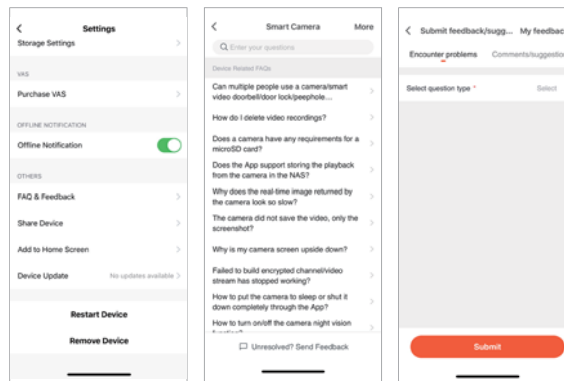 Settings
Storage Settings
VAS
Purchase VAS
OFFLINE NOTIFICATION
Offline Notification
OTHERS
FAQ & Feedback
Share Device
Add to Home Screen
Device Update
No updates available
Restart Device
Remove Device
Smart Camera
More
Enter your questions
Device Related FAQs
Can multiple people use a camera/smart
video doorbell/door lock/peephole....
How do I delete video recordings?
Does a camera have any requirements for a
microSD card?
Does the App support storing the playback
from the camera in the NAS?
Why does the real-time image returned by
the camera look so slow?
The camera did not save the video, only the
screenshot?
Why is my camera screen upside down?
Failed to build encrypted channel/video
stream has stopped working?
How to put the camera to sleep or shut it
down completely through the App?
How to turn on/off the camera night vision
Unresolved? Send Feedback
Submit feedback/sugg...
My feedbac
Encounter problems
Comments/suggestion
Select question type *
Select
Submit